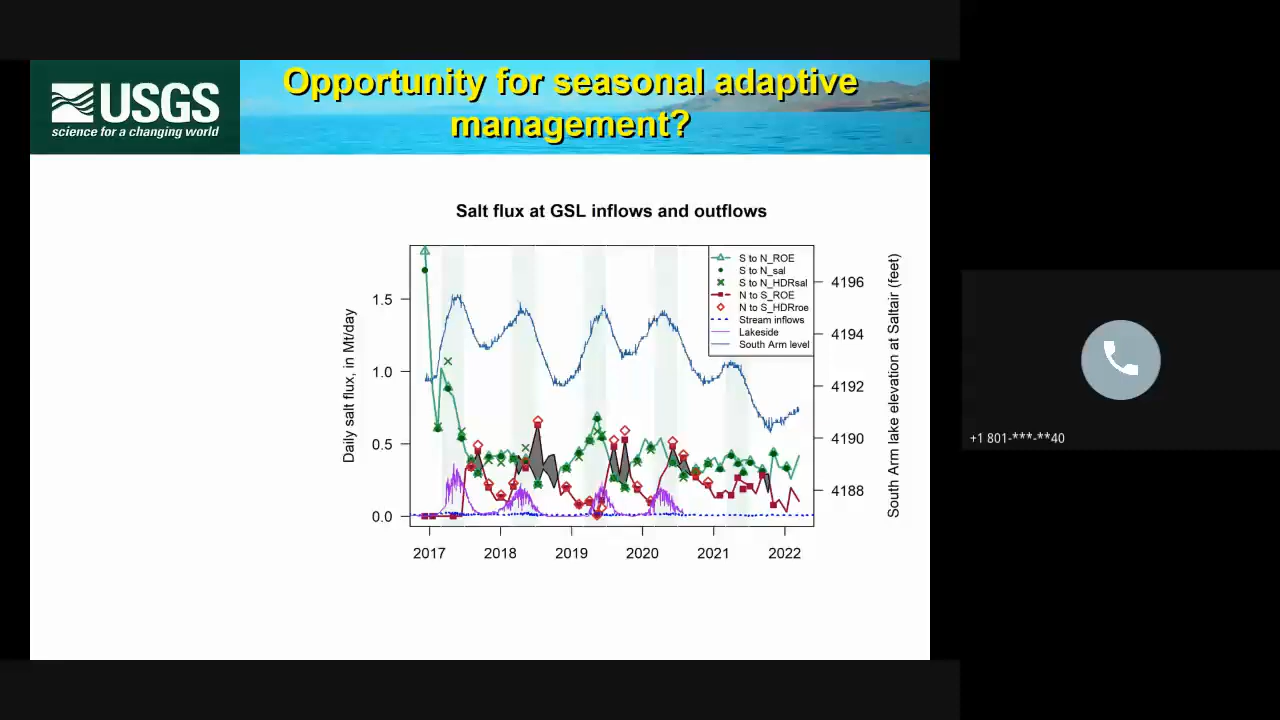 USGS
science for a changing world
Opportunity for seasonal adaptive
management?
Salt flux at GSL inflows and outflows
Daily salt flux, in Mt/day
1.5
1.0
0.5
0.0
S to N_ROE
S to N_sal
S to N_HDRsal
N to S_ROE
N to S_HDRroe
Stream inflows
Lakeside
South Arm level
4196
4194
4192
4190
4188
South Arm lake elevation at Saltair (feet)
2017 2018 2019 2020 2021 2022
+1 801-***-**40